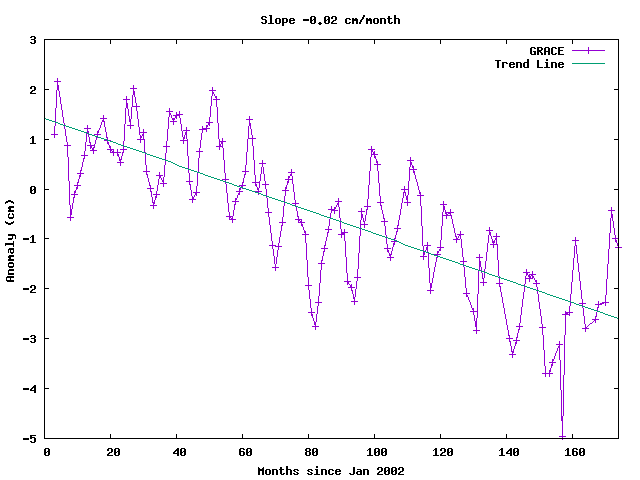 Slope -0.02 cm/month
GRACE
Trend Line
3
2
1
0
-1
-2
-3
-4
-5
Anomaly (cm)
0 20 40 60 80 100 120 140 160
Months since Jan 2002